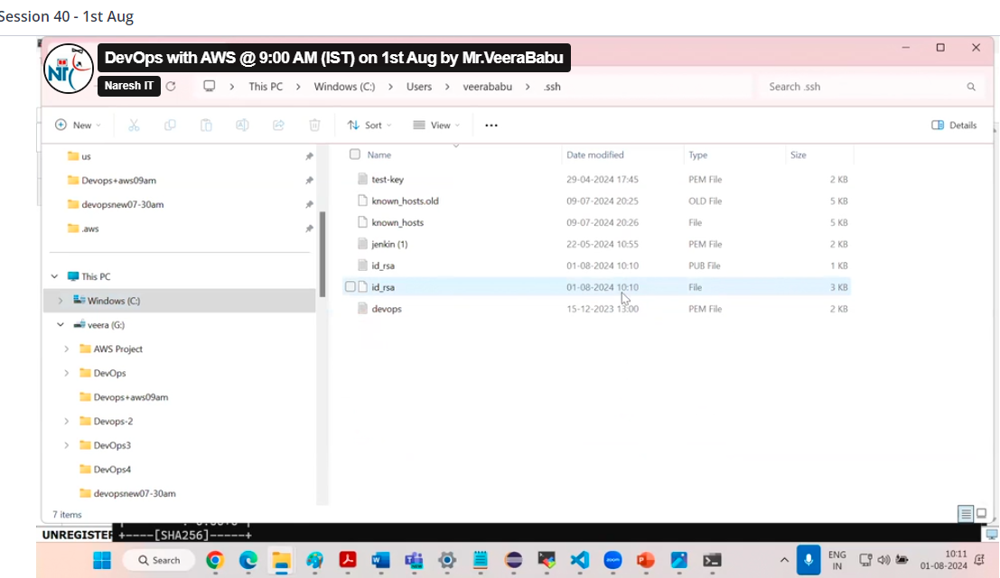 Session 40 - 1st Aug
DevOps with AWS @ 9:00 AM (IST) on 1st Aug by Mr.VeeraBabu
Naresh IT
This PC > Windows (C:) > Users > veerababu > .ssh
Search .ssh
New
Sort
View
Details
us
Devops+aws09am
devopsnew07-30am
.aws
This PC
Windows (C:)
veera (G:)
AWS Project
DevOps
Devops+aws09am
Devops-2
DevOps3
DevOps4
devopsnew07-30am
Name Date modified Type Size
test-key 29-04-2024 17:45 PEM File 2 KB
known_hosts.old 09-07-2024 20:25 OLD File 5 KB
known_hosts 09-07-2024 20:26 File 5 KB
jenkin (1) 22-05-2024 10:55 PEM File 2 KB
id_rsa 01-08-2024 10:10 PUB File 1 KB
id_rsa 01-08-2024 10:10 File 3 KB
devops 15-12-2023 13:00 PEM File 2 KB
7 items
UNREGISTER
+----[SHA256]-----+
Search
ENG
IN
10:11
01-08-2024